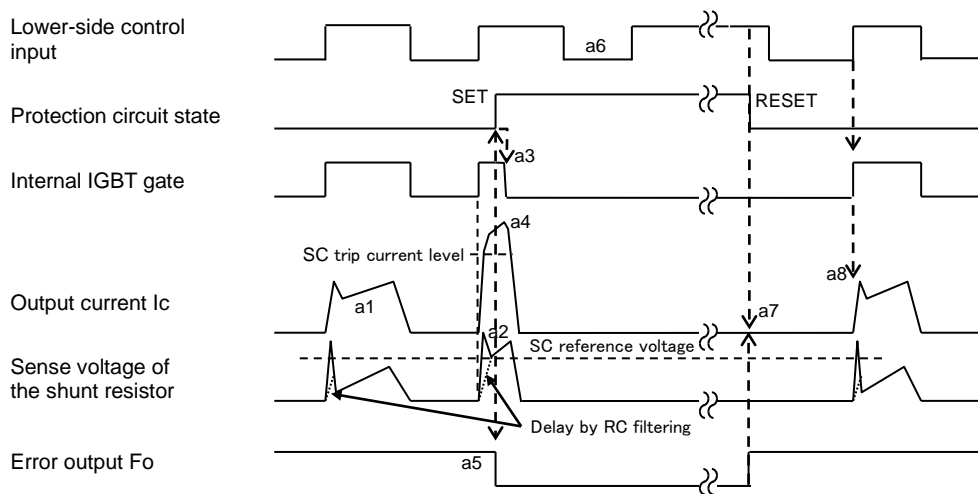 Lower-side control
input
a6
SET
RESET
Protection circuit state
a3
Internal IGBT gate
a4
SC trip current level
a8
Output current Ic
a1
a7
a2
SC reference voltage
Sense voltage of
the shunt resistor
Delay by RC filtering
Error output Fo
a5